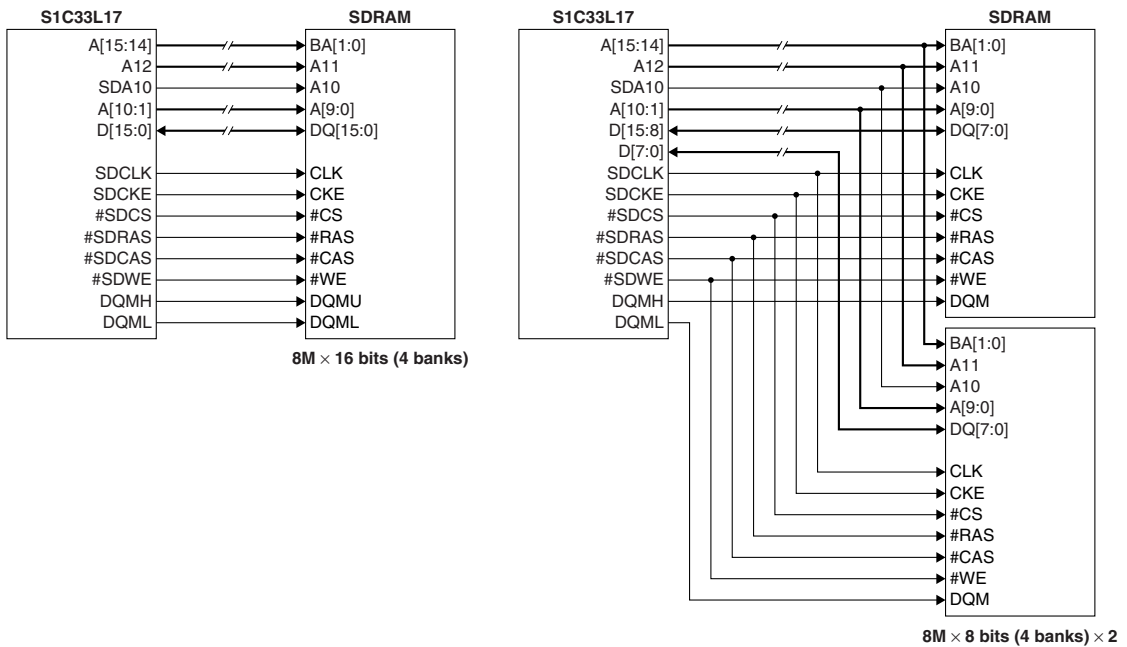 S1C33L17
SDRAM
A[15:14]
BA[1:0]
A12
A11
SDA10
A10
A[10:1]
A[9:0]
D[15:0]
DQ[15:0]
SDCLK
CLK
SDCKE
CKE
#SDCS
#CS
#SDRAS
#RAS
#SDCAS
#CAS
#SDWE
#WE
DQMH
DQMU
DQML
DQML
8M × 16 bits (4 banks)
S1C33L17
SDRAM
A[15:14]
BA[1:0]
A12
A11
SDA10
A10
A[10:1]
A[9:0]
D[15:8]
DQ[7:0]
D[7:0]
SDCLK
CLK
SDCKE
CKE
#SDCS
#CS
#SDRAS
#RAS
#SDCAS
#CAS
#SDWE
#WE
DQMH
DQM
DQML
BA[1:0]
A11
A10
A[9:0]
DQ[7:0]
CLK
CKE
#CS
#RAS
#CAS
#WE
DQM
8M × 8 bits (4 banks) × 2